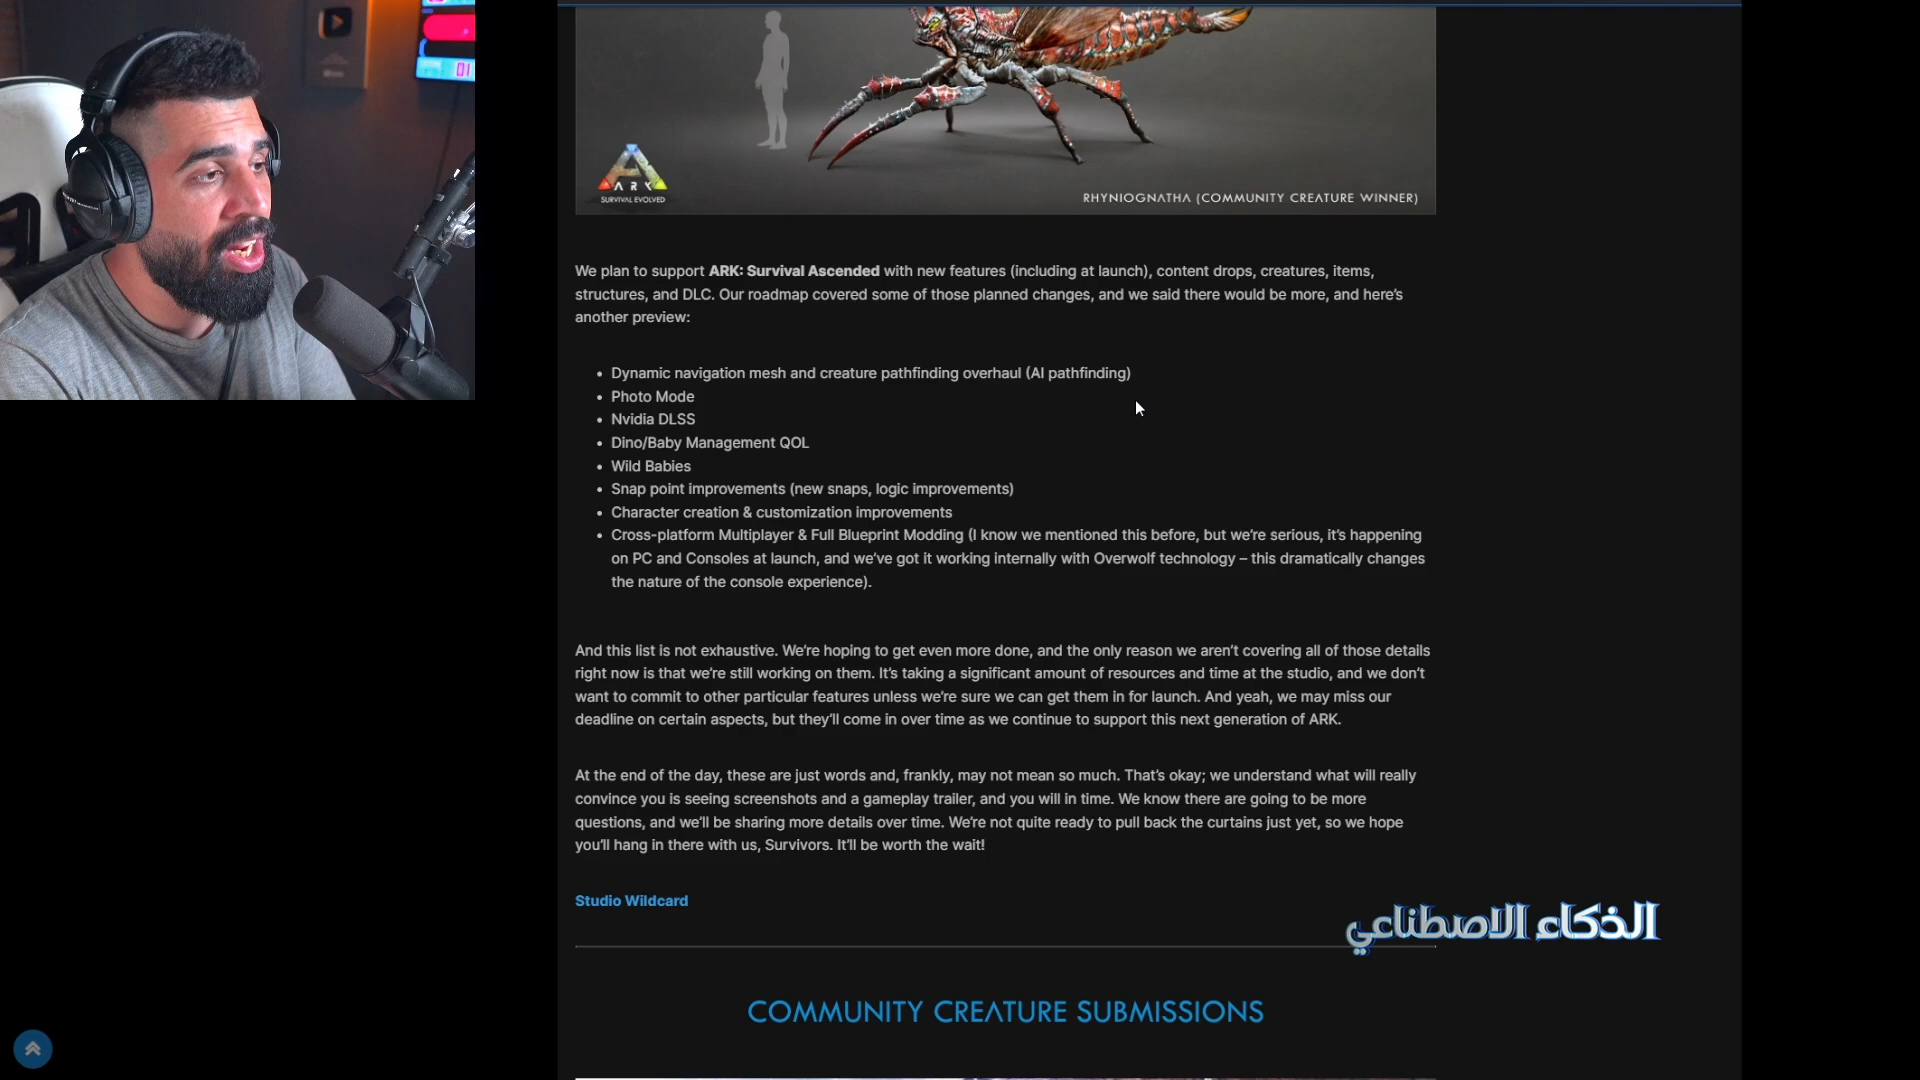 01
ARK
SURVIVAL EVOLVED
RHYNIOGNATHA (COMMUNITY CREATURE WINNER)
We plan to support ARK: Survival Ascended with new features (including at launch), content drops, creatures, items,
structures, and DLC. Our roadmap covered some of those planned changes, and we said there would be more, and here's
another preview:
• Dynamic navigation mesh and creature pathfinding overhaul (AI pathfinding)
• Photo Mode
• Nvidia DLSS
• Dino/Baby Management QOL
• Wild Babies
• Snap point improvements (new snaps, logic improvements)
• Character creation & customization improvements
• Cross-platform Multiplayer & Full Blueprint Modding (I know we mentioned this before, but we're serious, it's happening
on PC and Consoles at launch, and we've got it working internally with Overwolf technology – this dramatically changes
the nature of the console experience).
And this list is not exhaustive. We're hoping to get even more done, and the only reason we aren't covering all of those details
right now is that we're still working on them. It's taking a significant amount of resources and time at the studio, and we don't
want to commit to other particular features unless we're sure we can get them in for launch. And yeah, we may miss our
deadline on certain aspects, but they'll come in over time as we continue to support this next generation of ARK.
At the end of the day, these are just words and, frankly, may not mean so much. That's okay; we understand what will really
convince you is seeing screenshots and a gameplay trailer, and you will in time. We know there are going to be more
questions, and we'll be sharing more details over time. We're not quite ready to pull back the curtains just yet, so we hope
you'll hang in there with us, Survivors. It'll be worth the wait!
Studio Wildcard
الذكاء الاصطناعي
COMMUNITY CREATURE SUBMISSIONS